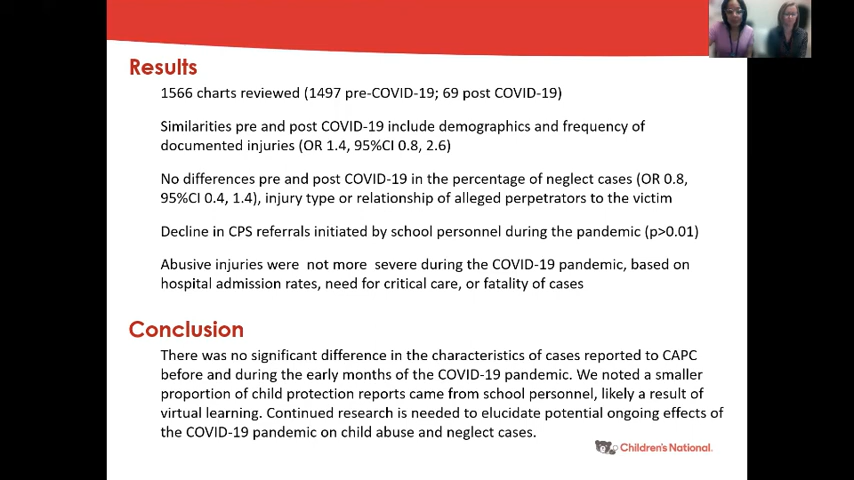 Results
1566 charts reviewed (1497 pre-COVID-19; 69 post COVID-19)
Similarities pre and post COVID-19 include demographics and frequency of
documented injuries (OR 1.4, 95%CI 0.8, 2.6)
No differences pre and post COVID-19 in the percentage of neglect cases (OR 0.8,
95%CI 0.4, 1.4), injury type or relationship of alleged perpetrators to the victim
Decline in CPS referrals initiated by school personnel during the pandemic (p>0.01)
Abusive injuries were not more severe during the COVID-19 pandemic, based on
hospital admission rates, need for critical care, or fatality of cases
Conclusion
There was no significant difference in the characteristics of cases reported to CAPC
before and during the early months of the COVID-19 pandemic. We noted a smaller
proportion of child protection reports came from school personnel, likely a result of
virtual learning. Continued research is needed to elucidate potential ongoing effects of
the COVID-19 pandemic on child abuse and neglect cases.
Children's National.